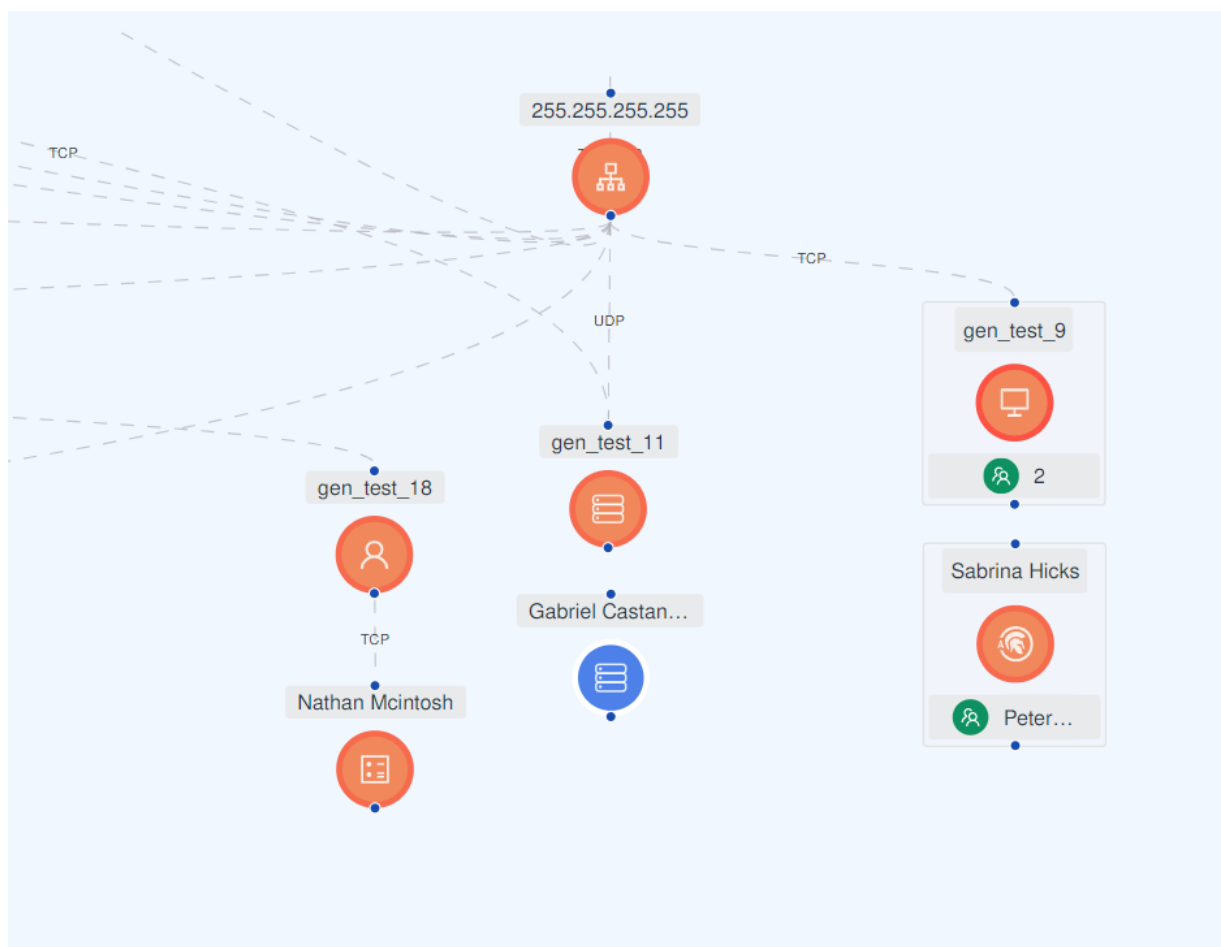 255.255.255.255
TCP
TCP
UDP
gen_test_9
2
gen_test_11
gen_test_18
Sabrina Hicks
Gabriel Castan...
TCP
Nathan Mcintosh
Peter...